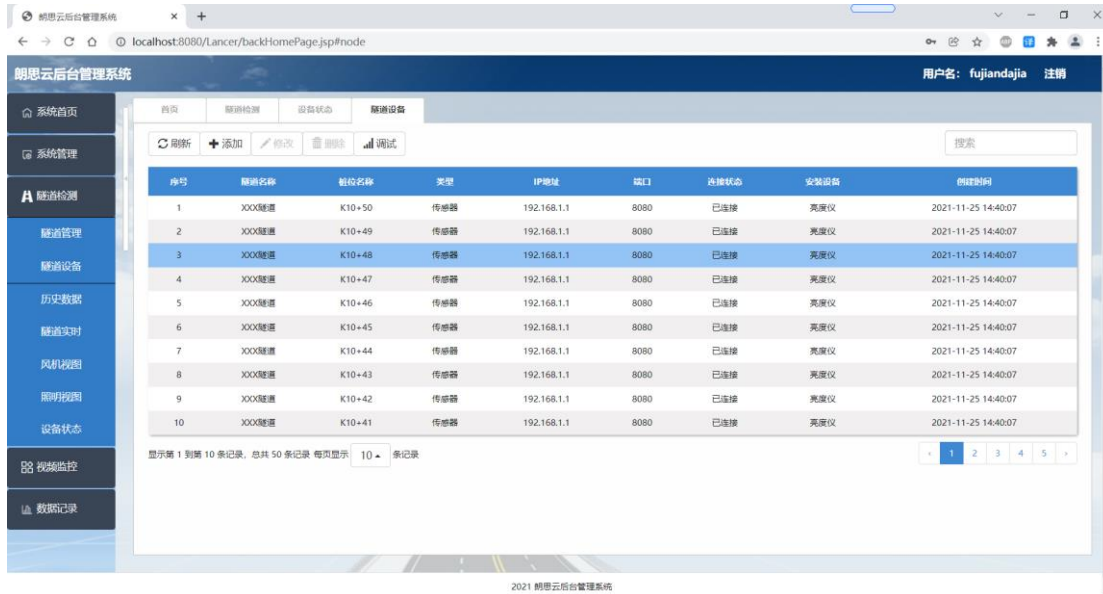 朗思云后台管理系统
localhost:8080/Lancer/backHomePage.jsp#node
朗思云后台管理系统 用户名: fujiandajia 注销
系统首页
系统管理
隧道检测
隧道管理
隧道设备
历史数据
隧道实时
风机视图
照明视图
设备状态
视频监控
数据记录
首页 隧道检测 设备状态 隧道设备
刷新 添加 修改 删除 调试 搜索
序号 隧道名称 桩位名称 类型 IP地址 端口 连接状态 安装设备 创建时间
1 XXX隧道 K10+50 传感器 192.168.1.1 8080 已连接 亮度仪 2021-11-25 14:40:07
2 XXX隧道 K10+49 传感器 192.168.1.1 8080 已连接 亮度仪 2021-11-25 14:40:07
3 XXX隧道 K10+48 传感器 192.168.1.1 8080 已连接 亮度仪 2021-11-25 14:40:07
4 XXX隧道 K10+47 传感器 192.168.1.1 8080 已连接 亮度仪 2021-11-25 14:40:07
5 XXX隧道 K10+46 传感器 192.168.1.1 8080 已连接 亮度仪 2021-11-25 14:40:07
6 XXX隧道 K10+45 传感器 192.168.1.1 8080 已连接 亮度仪 2021-11-25 14:40:07
7 XXX隧道 K10+44 传感器 192.168.1.1 8080 已连接 亮度仪 2021-11-25 14:40:07
8 XXX隧道 K10+43 传感器 192.168.1.1 8080 已连接 亮度仪 2021-11-25 14:40:07
9 XXX隧道 K10+42 传感器 192.168.1.1 8080 已连接 亮度仪 2021-11-25 14:40:07
10 XXX隧道 K10+41 传感器 192.168.1.1 8080 已连接 亮度仪 2021-11-25 14:40:07
显示第 1 到第 10 条记录, 总共 50 条记录 每页显示 10 条记录 ‹ 1 2 3 4 5 ›
2021 朗思云后台管理系统